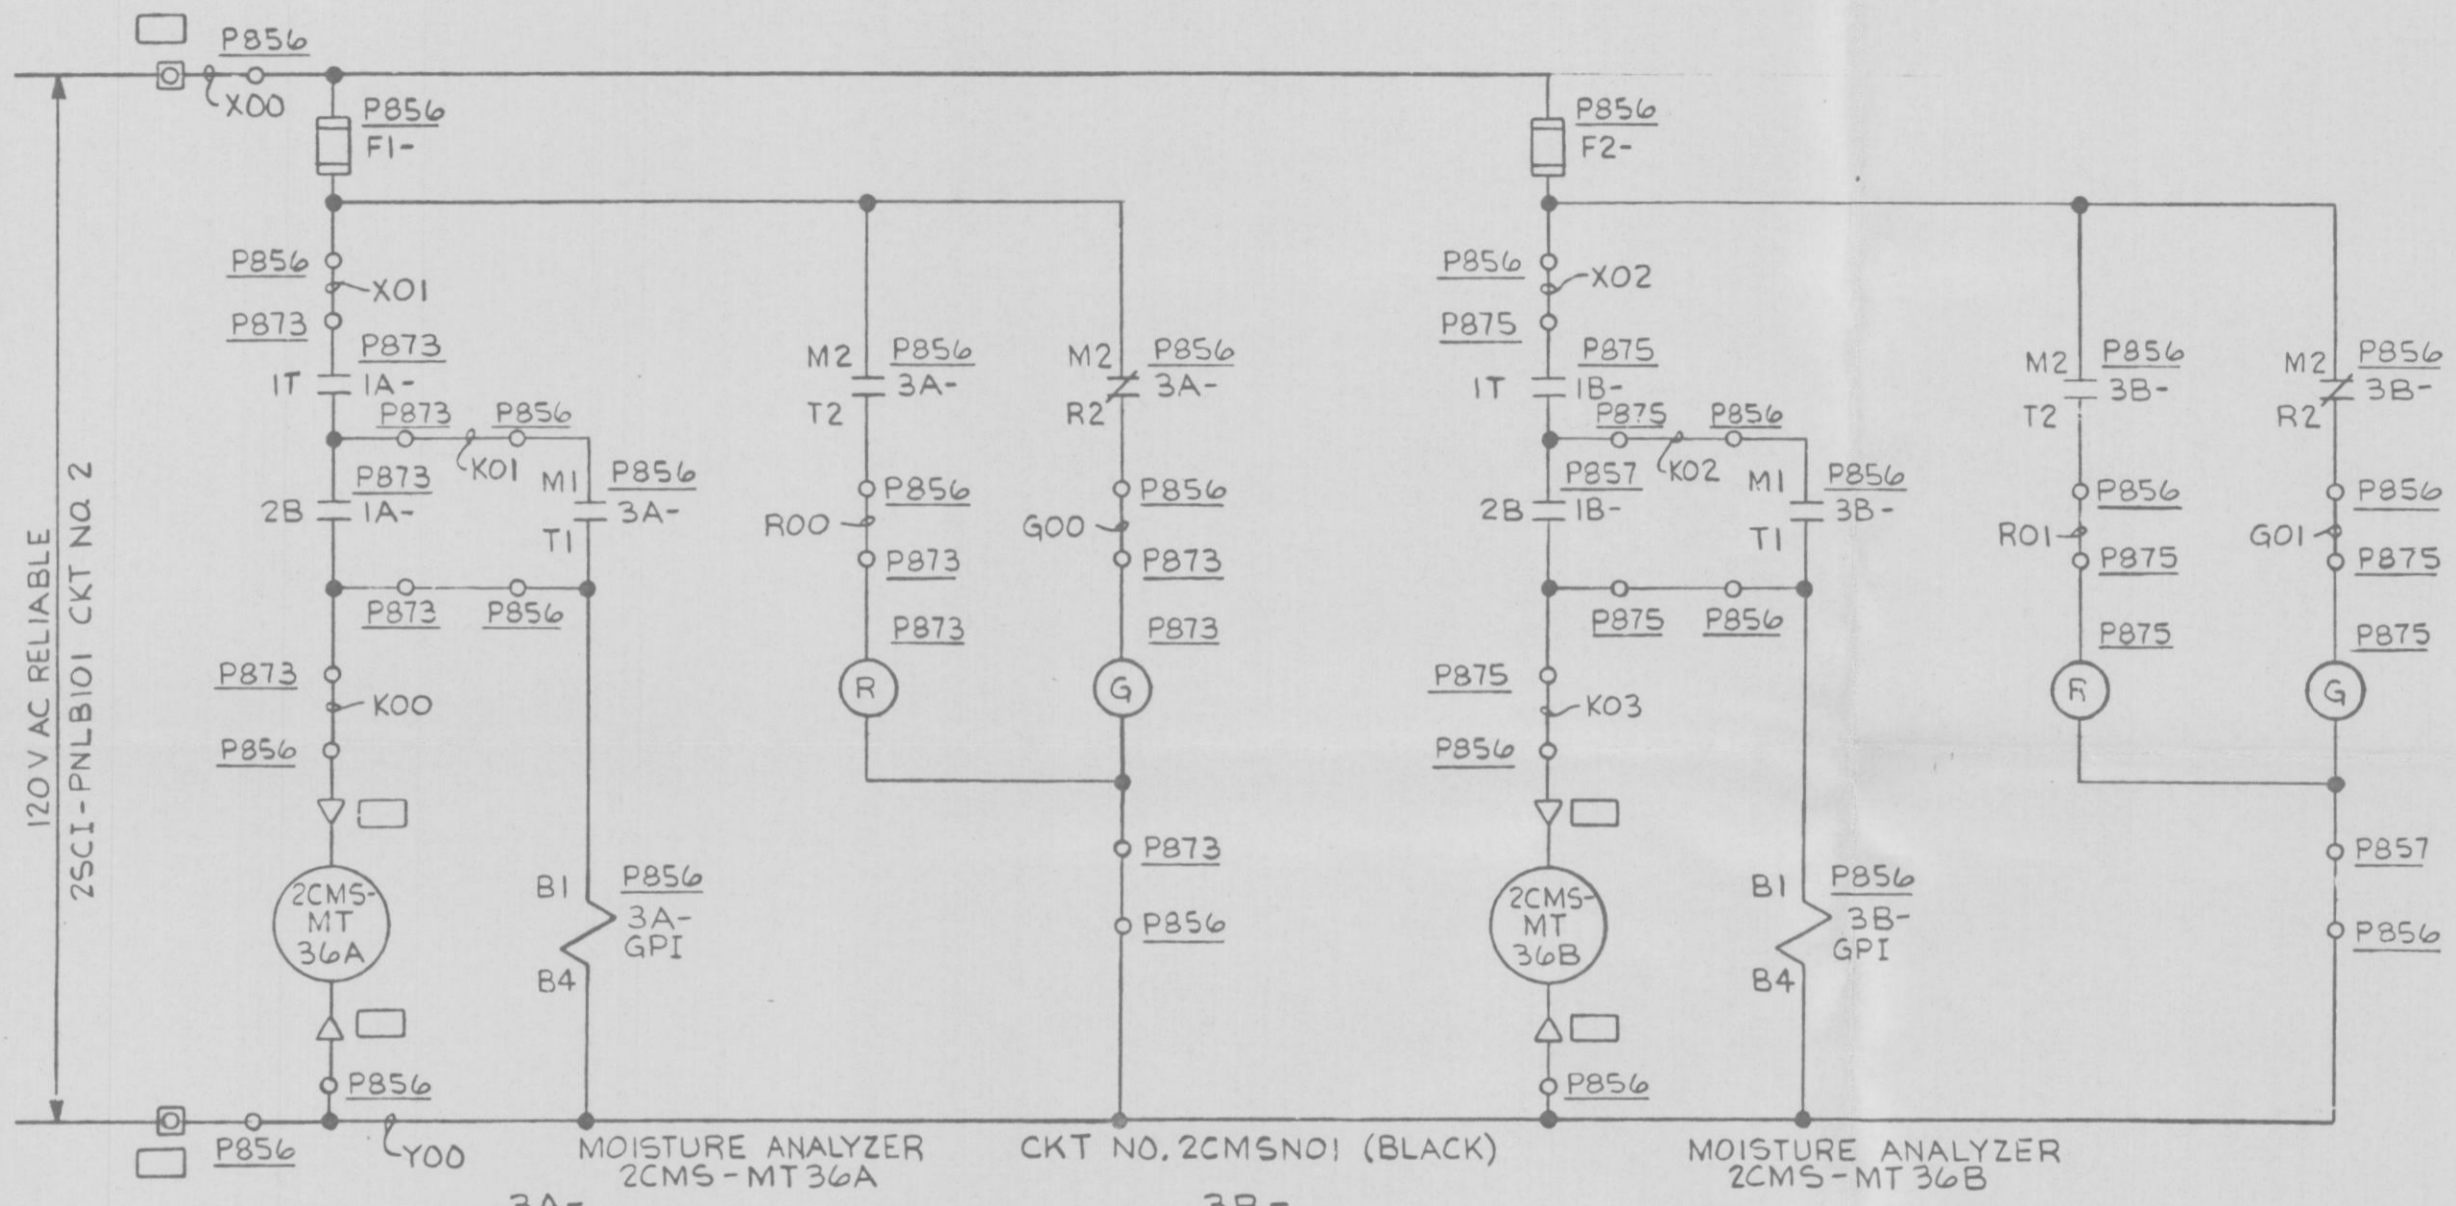 P856
X00
P856
F1-
P856
F2-
P856
X01
P873
P873
1T
1A-
P873
P856
K01
P873
2B
1A-
M1
P856
3A-
T1
P873
P856
P873
K00
P856
2CMS-
MT
36A
P856
B1
P856
3A-
GPI
B4
M2
P856
3A-
T2
P856
R00
P873
P873
R
M2
P856
3A-
R2
P856
G00
P873
P873
G
P873
P856
P856
X02
P875
P875
1T
1B-
P875
P856
K02
P857
2B
1B-
M1
P856
3B-
T1
P875
P856
P875
K03
P856
2CMS-
MT
36B
P856
B1
P856
3B-
GPI
B4
M2
P856
3B-
T2
P856
R01
P875
P875
R
M2
P856
3B-
R2
P856
G01
P875
P875
G
P857
P856
120 V AC RELIABLE
2SCI-PNLB101 CKT NO. 2
P856
Y00
MOISTURE ANALYZER
2CMS-MT36A
CKT NO. 2CMSN01 (BLACK)
MOISTURE ANALYZER
2CMS-MT36B
3A-
3B-